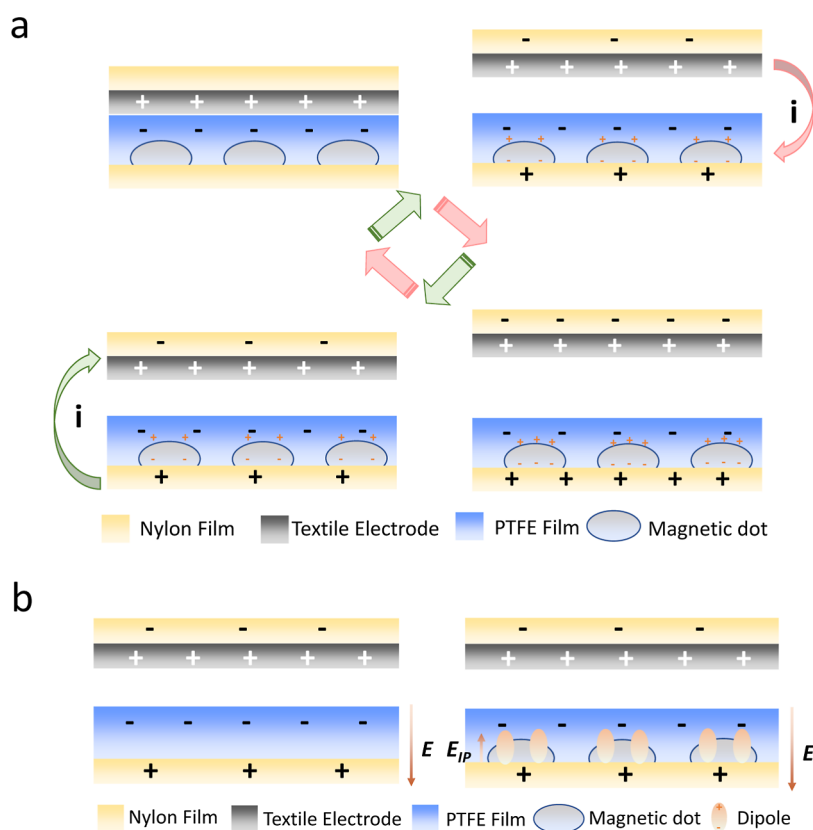 a
- - -
+ + + + +
+ + + + +
i
- - - - -
- - - - -
+ + + + + +
- - - - - -
+ + +
- - - - -
- - -
+ + + + +
+ + + + +
i
- - - - -
- - - - -
+ + + + + +
+ + + + + + + + +
- - - - - -
- - - - - - - - -
+ + +
+ + + + +
Nylon Film Textile Electrode PTFE Film Magnetic dot
b
- - -
- - -
+ + + + +
+ + + + +
- - - - -
- - - - -
E
E_IP
E
+ + +
+ + +
Nylon Film Textile Electrode PTFE Film Magnetic dot + - Dipole